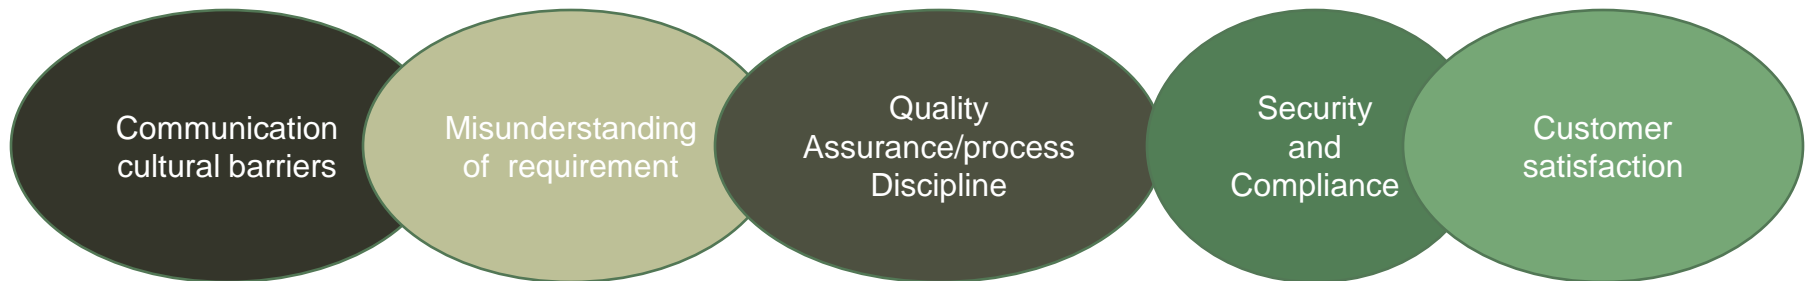 Communication
cultural barriers
Misunderstanding
of  requirement
Quality
Assurance/process
Discipline
Security
and
Compliance
Customer
satisfaction